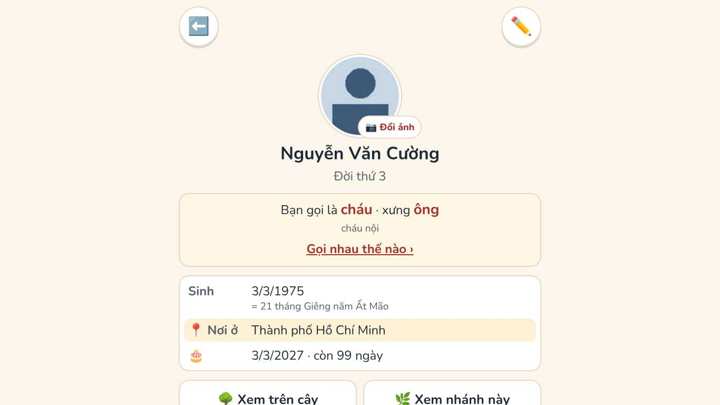 Đổi ảnh
Nguyễn Văn Cường
Đời thứ 3
Bạn gọi là cháu · xưng ông
cháu nội
Gọi nhau thế nào ›
Sinh 3/3/1975
= 21 tháng Giêng năm Ất Mão
Nơi ở Thành phố Hồ Chí Minh
3/3/2027 · còn 99 ngày
Xem trên cây Xem nhánh này